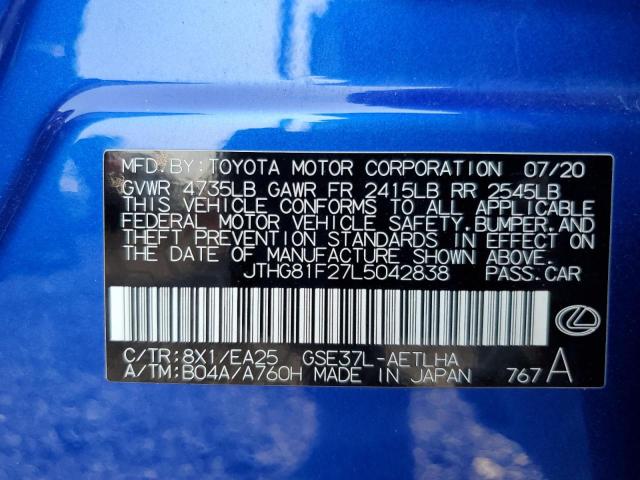 MFD.BY:TOYOTA MOTOR CORPORATION 07/20
GVWR 4735LB GAWR FR 2415LB RR 2545LB
THIS VEHICLE CONFORMS TO ALL APPLICABLE
FEDERAL MOTOR VEHICLE SAFETY,BUMPER,AND
THEFT PREVENTION STANDARDS IN EFFECT ON
THE DATE OF MANUFACTURE SHOWN ABOVE.
JTHG81F27L5042838 PASS.CAR
C/TR:8X1/EA25 GSE37L-AETLHA
A/TM:B04A/A760H MADE IN JAPAN 767 A